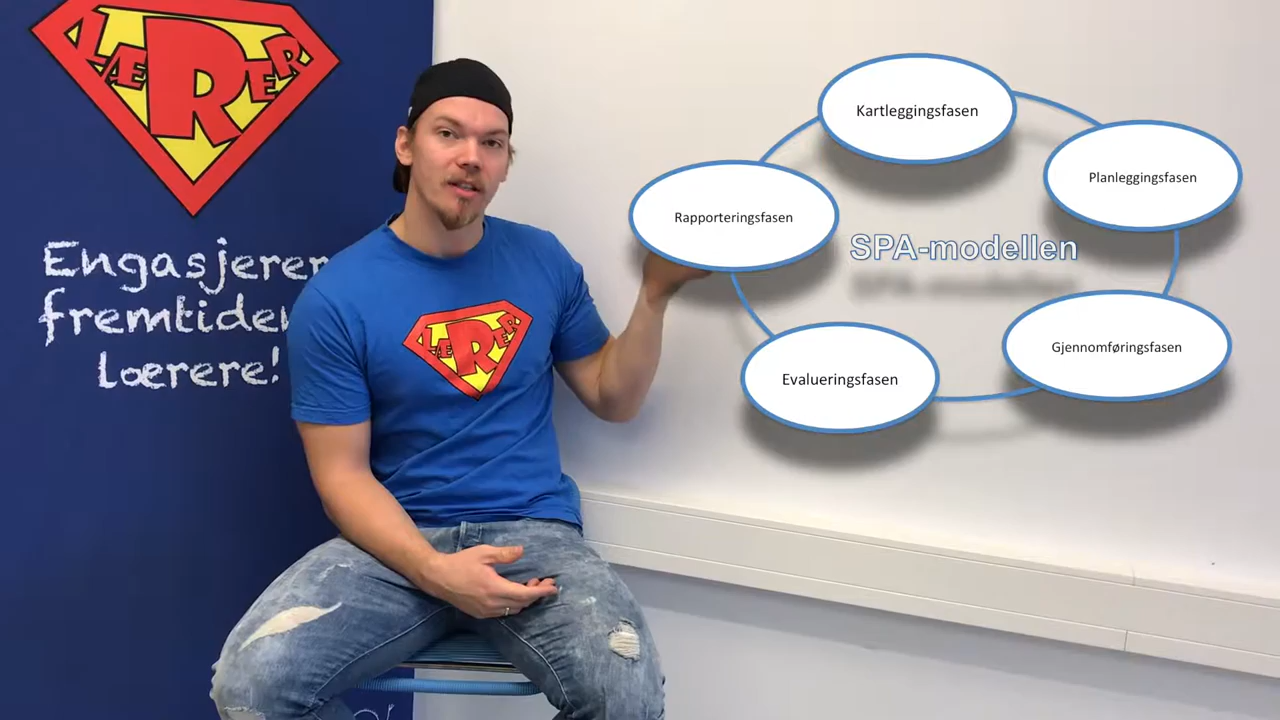 LÆRER
Engasjerer
fremtiden
lærere!
LÆRER
Kartleggingsfasen
Planleggingsfasen
Rapporteringsfasen
SPA-modellen
Gjennomføringsfasen
Evalueringsfasen